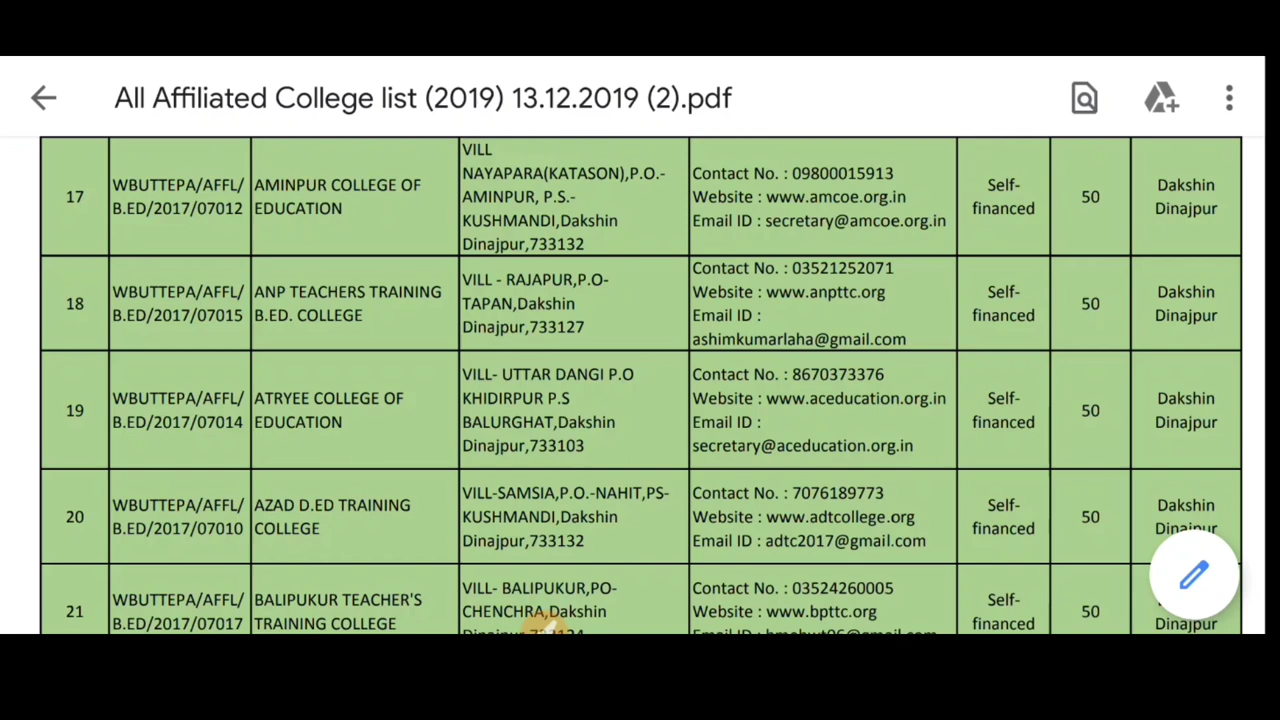 All Affiliated College list (2019) 13.12.2019 (2).pdf
17
WBUTTEPA/AFFL/
B.ED/2017/07012
AMINPUR COLLEGE OF
EDUCATION
VILL
NAYAPARA(KATASON),P.O.-
AMINPUR, P.S.-
KUSHMANDI,Dakshin
Dinajpur,733132
Contact No. : 09800015913
Website : www.amcoe.org.in
Email ID : secretary@amcoe.org.in
Self-
financed
50
Dakshin
Dinajpur
18
WBUTTEPA/AFFL/
B.ED/2017/07015
ANP TEACHERS TRAINING
B.ED. COLLEGE
VILL - RAJAPUR,P.O-
TAPAN,Dakshin
Dinajpur,733127
Contact No. : 03521252071
Website : www.anpttc.org
Email ID :
ashimkumarlaha@gmail.com
Self-
financed
50
Dakshin
Dinajpur
19
WBUTTEPA/AFFL/
B.ED/2017/07014
ATRYEE COLLEGE OF
EDUCATION
VILL- UTTAR DANGI P.O
KHIDIRPUR P.S
BALURGHAT,Dakshin
Dinajpur,733103
Contact No. : 8670373376
Website : www.aceducation.org.in
Email ID :
secretary@aceducation.org.in
Self-
financed
50
Dakshin
Dinajpur
20
WBUTTEPA/AFFL/
B.ED/2017/07010
AZAD D.ED TRAINING
COLLEGE
VILL-SAMSIA,P.O.-NAHIT,PS-
KUSHMANDI,Dakshin
Dinajpur,733132
Contact No. : 7076189773
Website : www.adtcollege.org
Email ID : adtc2017@gmail.com
Self-
financed
50
Dakshin
Dinajpur
21
WBUTTEPA/AFFL/
B.ED/2017/07017
BALIPUKUR TEACHER'S
TRAINING COLLEGE
VILL- BALIPUKUR,PO-
CHENCHRA,Dakshin
Contact No. : 03524260005
Website : www.bpttc.org
Email ID :
Self-
financed
50
Dinajpur